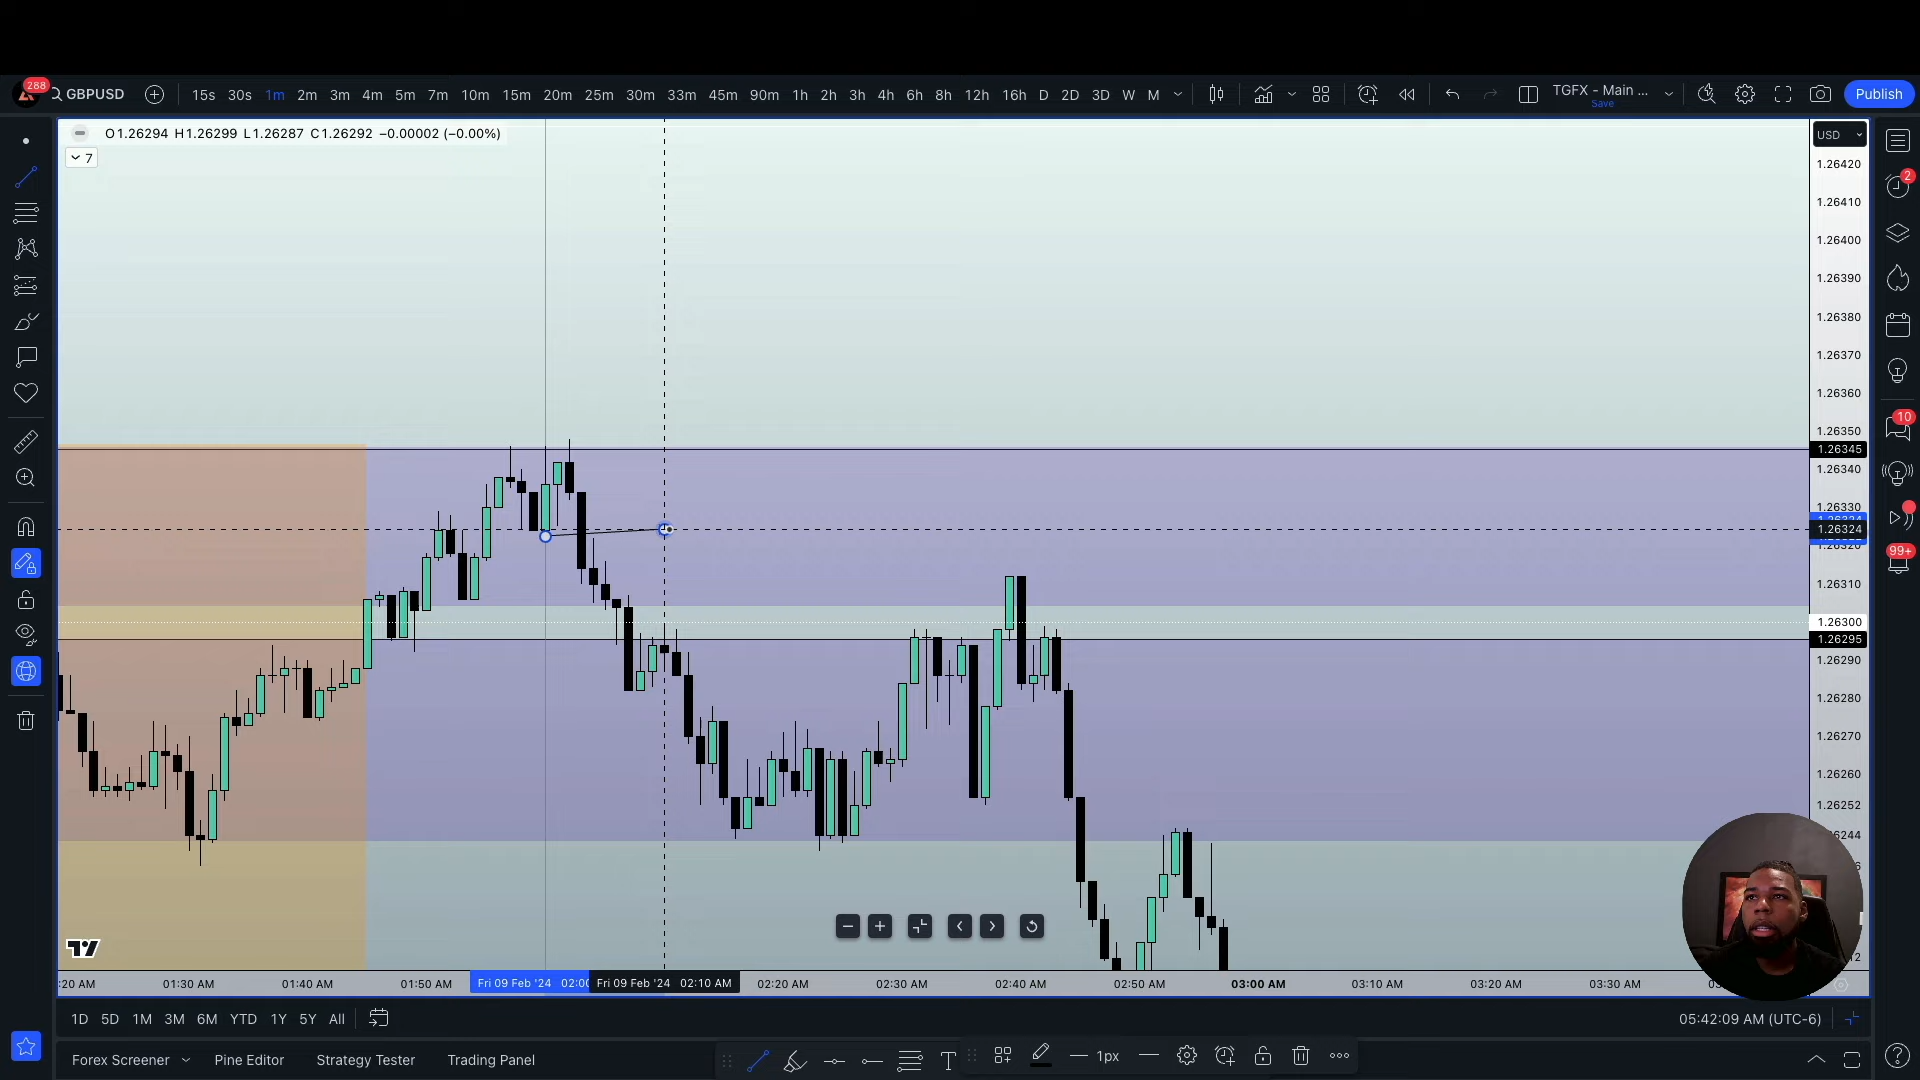 288
GBPUSD
15s 30s 1m 2m 3m 4m 5m 7m 10m 15m 20m 25m 30m 33m 45m 90m 1h 2h 3h 4h 6h 8h 12h 16h D 2D 3D W M
TGFX - Main ...
Save
Publish
O1.26294 H1.26299 L1.26287 C1.26292 −0.00002 (−0.00%)
7
USD
1.26420
1.26410
1.26400
1.26390
1.26380
1.26370
1.26360
1.26350
1.26345
1.26340
1.26330
1.26324
1.26320
1.26310
1.26300
1.26295
1.26290
1.26280
1.26270
1.26260
1.26252
2
10
99+
:20 AM 01:30 AM 01:40 AM 01:50 AM Fri 09 Feb '24 02:00 Fri 09 Feb '24 02:10 AM 02:20 AM 02:30 AM 02:40 AM 02:50 AM 03:00 AM 03:10 AM 03:20 AM 03:30 AM
1D 5D 1M 3M 6M YTD 1Y 5Y All
05:42:09 AM (UTC-6)
Forex Screener Pine Editor Strategy Tester Trading Panel
T
1px